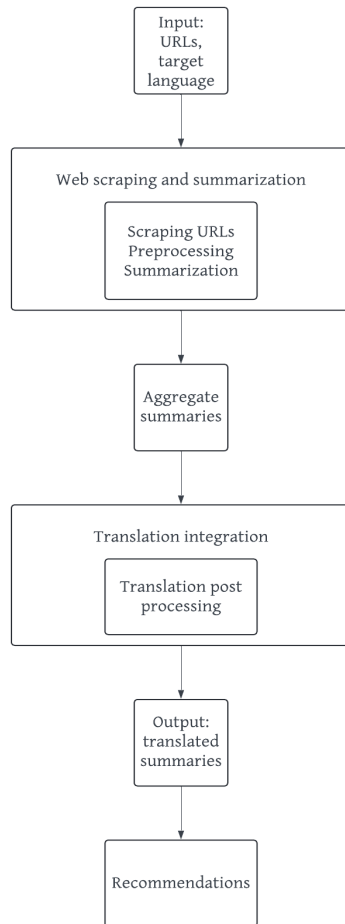 Input:
URLs,
target
language
Web scraping and summarization
Scraping URLs
Preprocessing
Summarization
Aggregate
summaries
Translation integration
Translation post
processing
Output:
translated
summaries
Recommendations